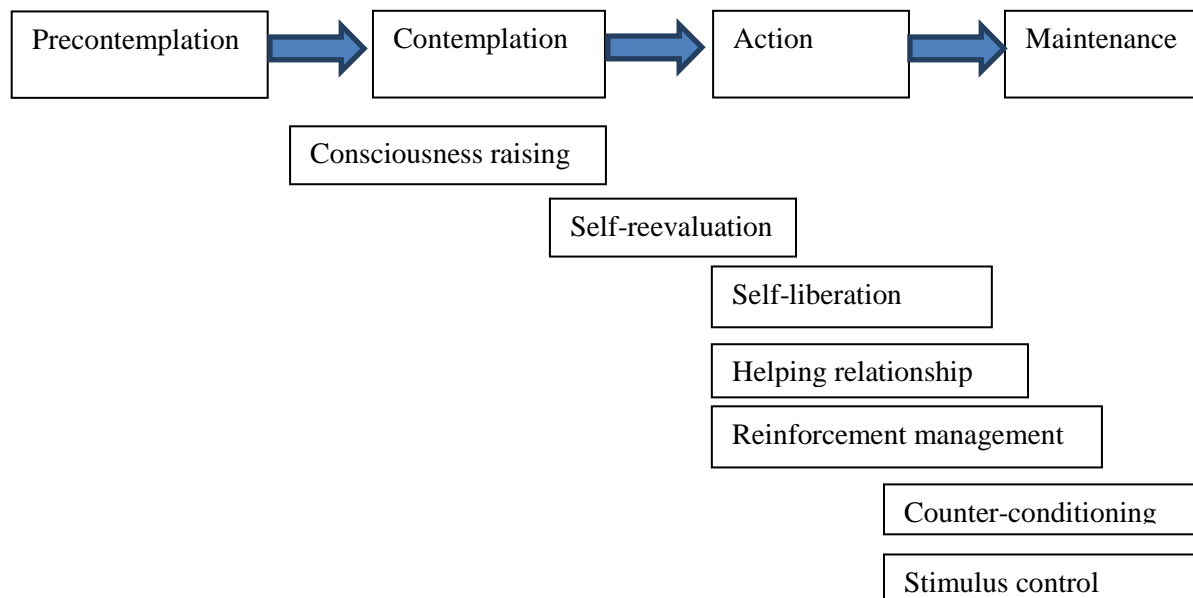 Precontemplation
Contemplation
Action
Maintenance
Consciousness raising
Self-reevaluation
Self-liberation
Helping relationship
Reinforcement management
Counter-conditioning
Stimulus control